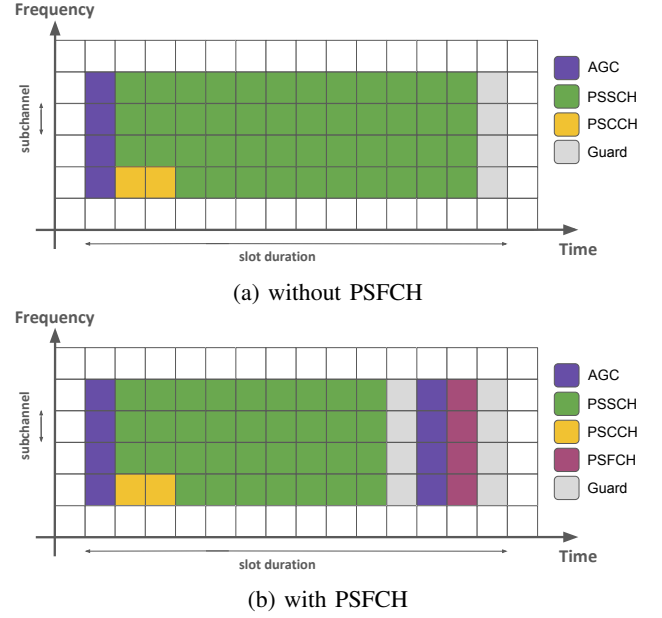 Frequency
subchannel
AGC
PSSCH
PSCCH
Guard
Time
slot duration
(a) without PSFCH
Frequency
subchannel
AGC
PSSCH
PSCCH
PSFCH
Guard
Time
slot duration
(b) with PSFCH